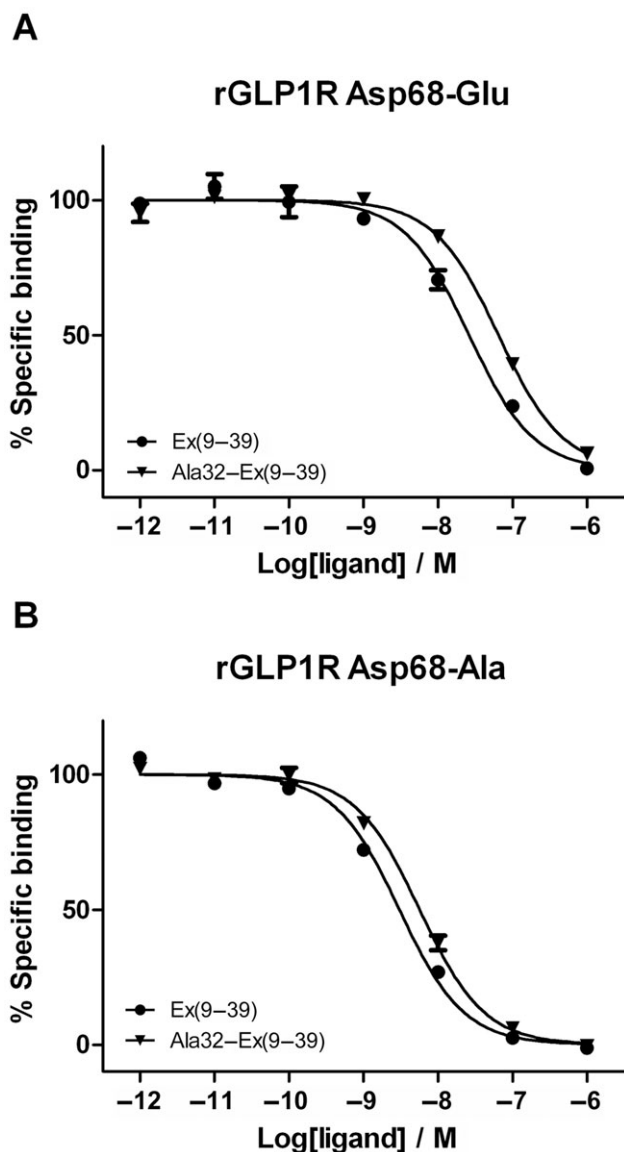 A
rGLP1R Asp68-Glu
% Specific binding
100
50
0
Ex(9–39)
Ala32–Ex(9–39)
–12 –11 –10 –9 –8 –7 –6
Log[ligand] / M
B
rGLP1R Asp68-Ala
% Specific binding
100
50
0
Ex(9–39)
Ala32–Ex(9–39)
–12 –11 –10 –9 –8 –7 –6
Log[ligand] / M